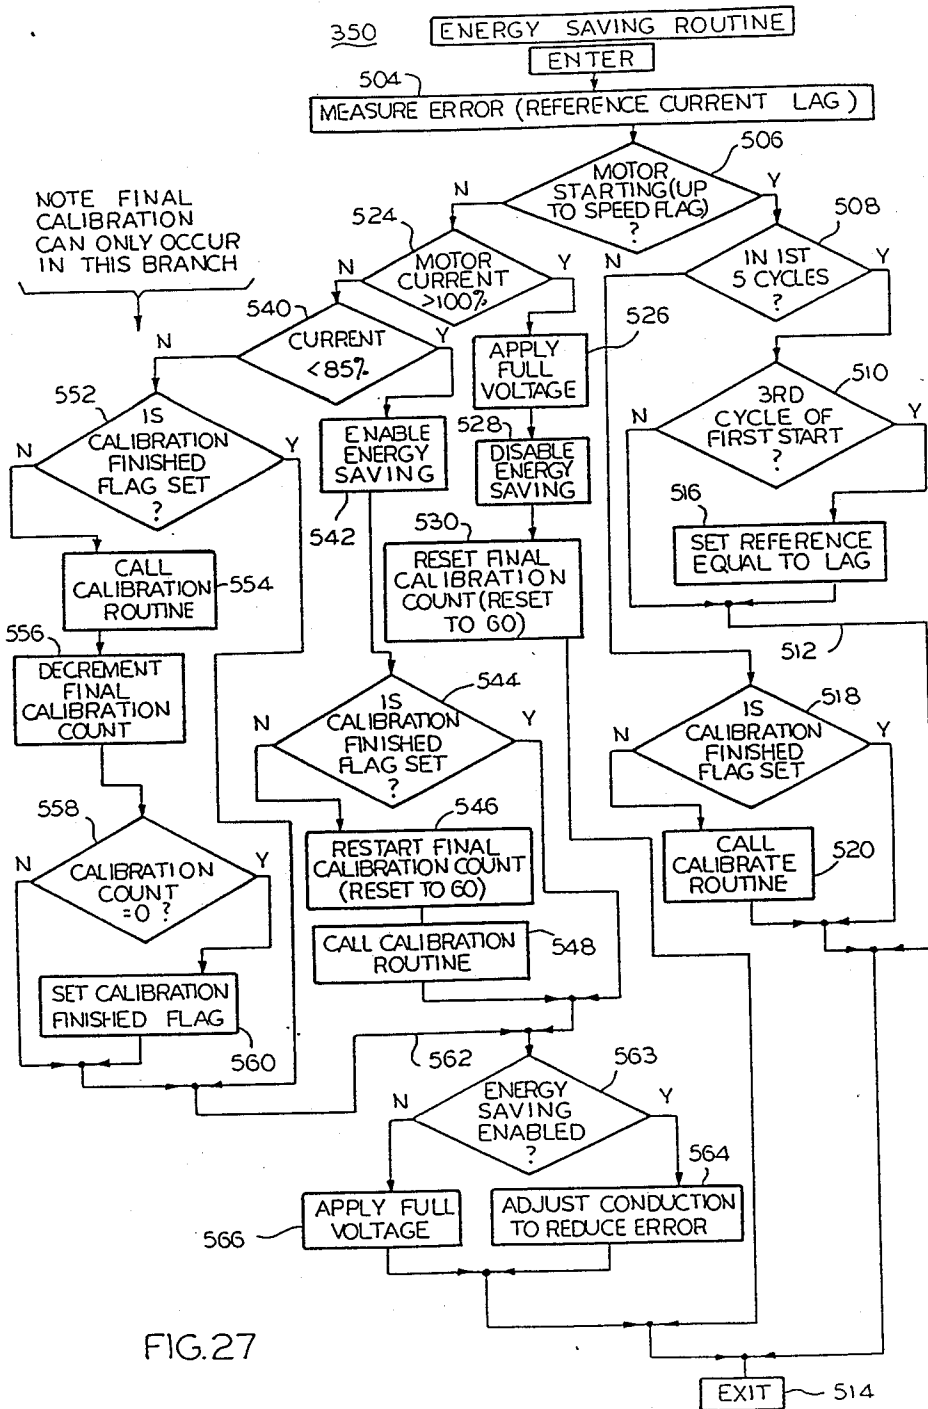 350
ENERGY SAVING ROUTINE
ENTER
504
MEASURE ERROR (REFERENCE CURRENT LAG)
506
MOTOR
STARTING (UP
TO SPEED FLAG)
?
N
Y
NOTE FINAL
CALIBRATION
CAN ONLY OCCUR
IN THIS BRANCH
524
MOTOR
CURRENT
>100%
N
Y
508
IN 1ST
5 CYCLES
?
N
Y
540
CURRENT
<85%
N
Y
526
APPLY
FULL
VOLTAGE
510
3RD
CYCLE OF
FIRST START
?
N
Y
552
IS
CALIBRATION
FINISHED
FLAG SET
?
N
Y
ENABLE
ENERGY
SAVING
542
528
DISABLE
ENERGY
SAVING
516
SET REFERENCE
EQUAL TO LAG
530
RESET FINAL
CALIBRATION
COUNT (RESET
TO 60)
CALL
CALIBRATION
ROUTINE
554
512
556
DECREMENT
FINAL
CALIBRATION
COUNT
544
IS
CALIBRATION
FINISHED
FLAG SET
?
N
Y
518
IS
CALIBRATION
FINISHED
FLAG SET
N
Y
558
CALIBRATION
COUNT
=0 ?
N
Y
546
RESTART FINAL
CALIBRATION COUNT
(RESET TO 60)
CALL
CALIBRATE
ROUTINE
520
CALL CALIBRATION
ROUTINE
548
SET CALIBRATION
FINISHED FLAG
560
562
563
ENERGY
SAVING
ENABLED
?
N
Y
564
APPLY FULL
VOLTAGE
566
ADJUST CONDUCTION
TO REDUCE ERROR
FIG.27
EXIT
514